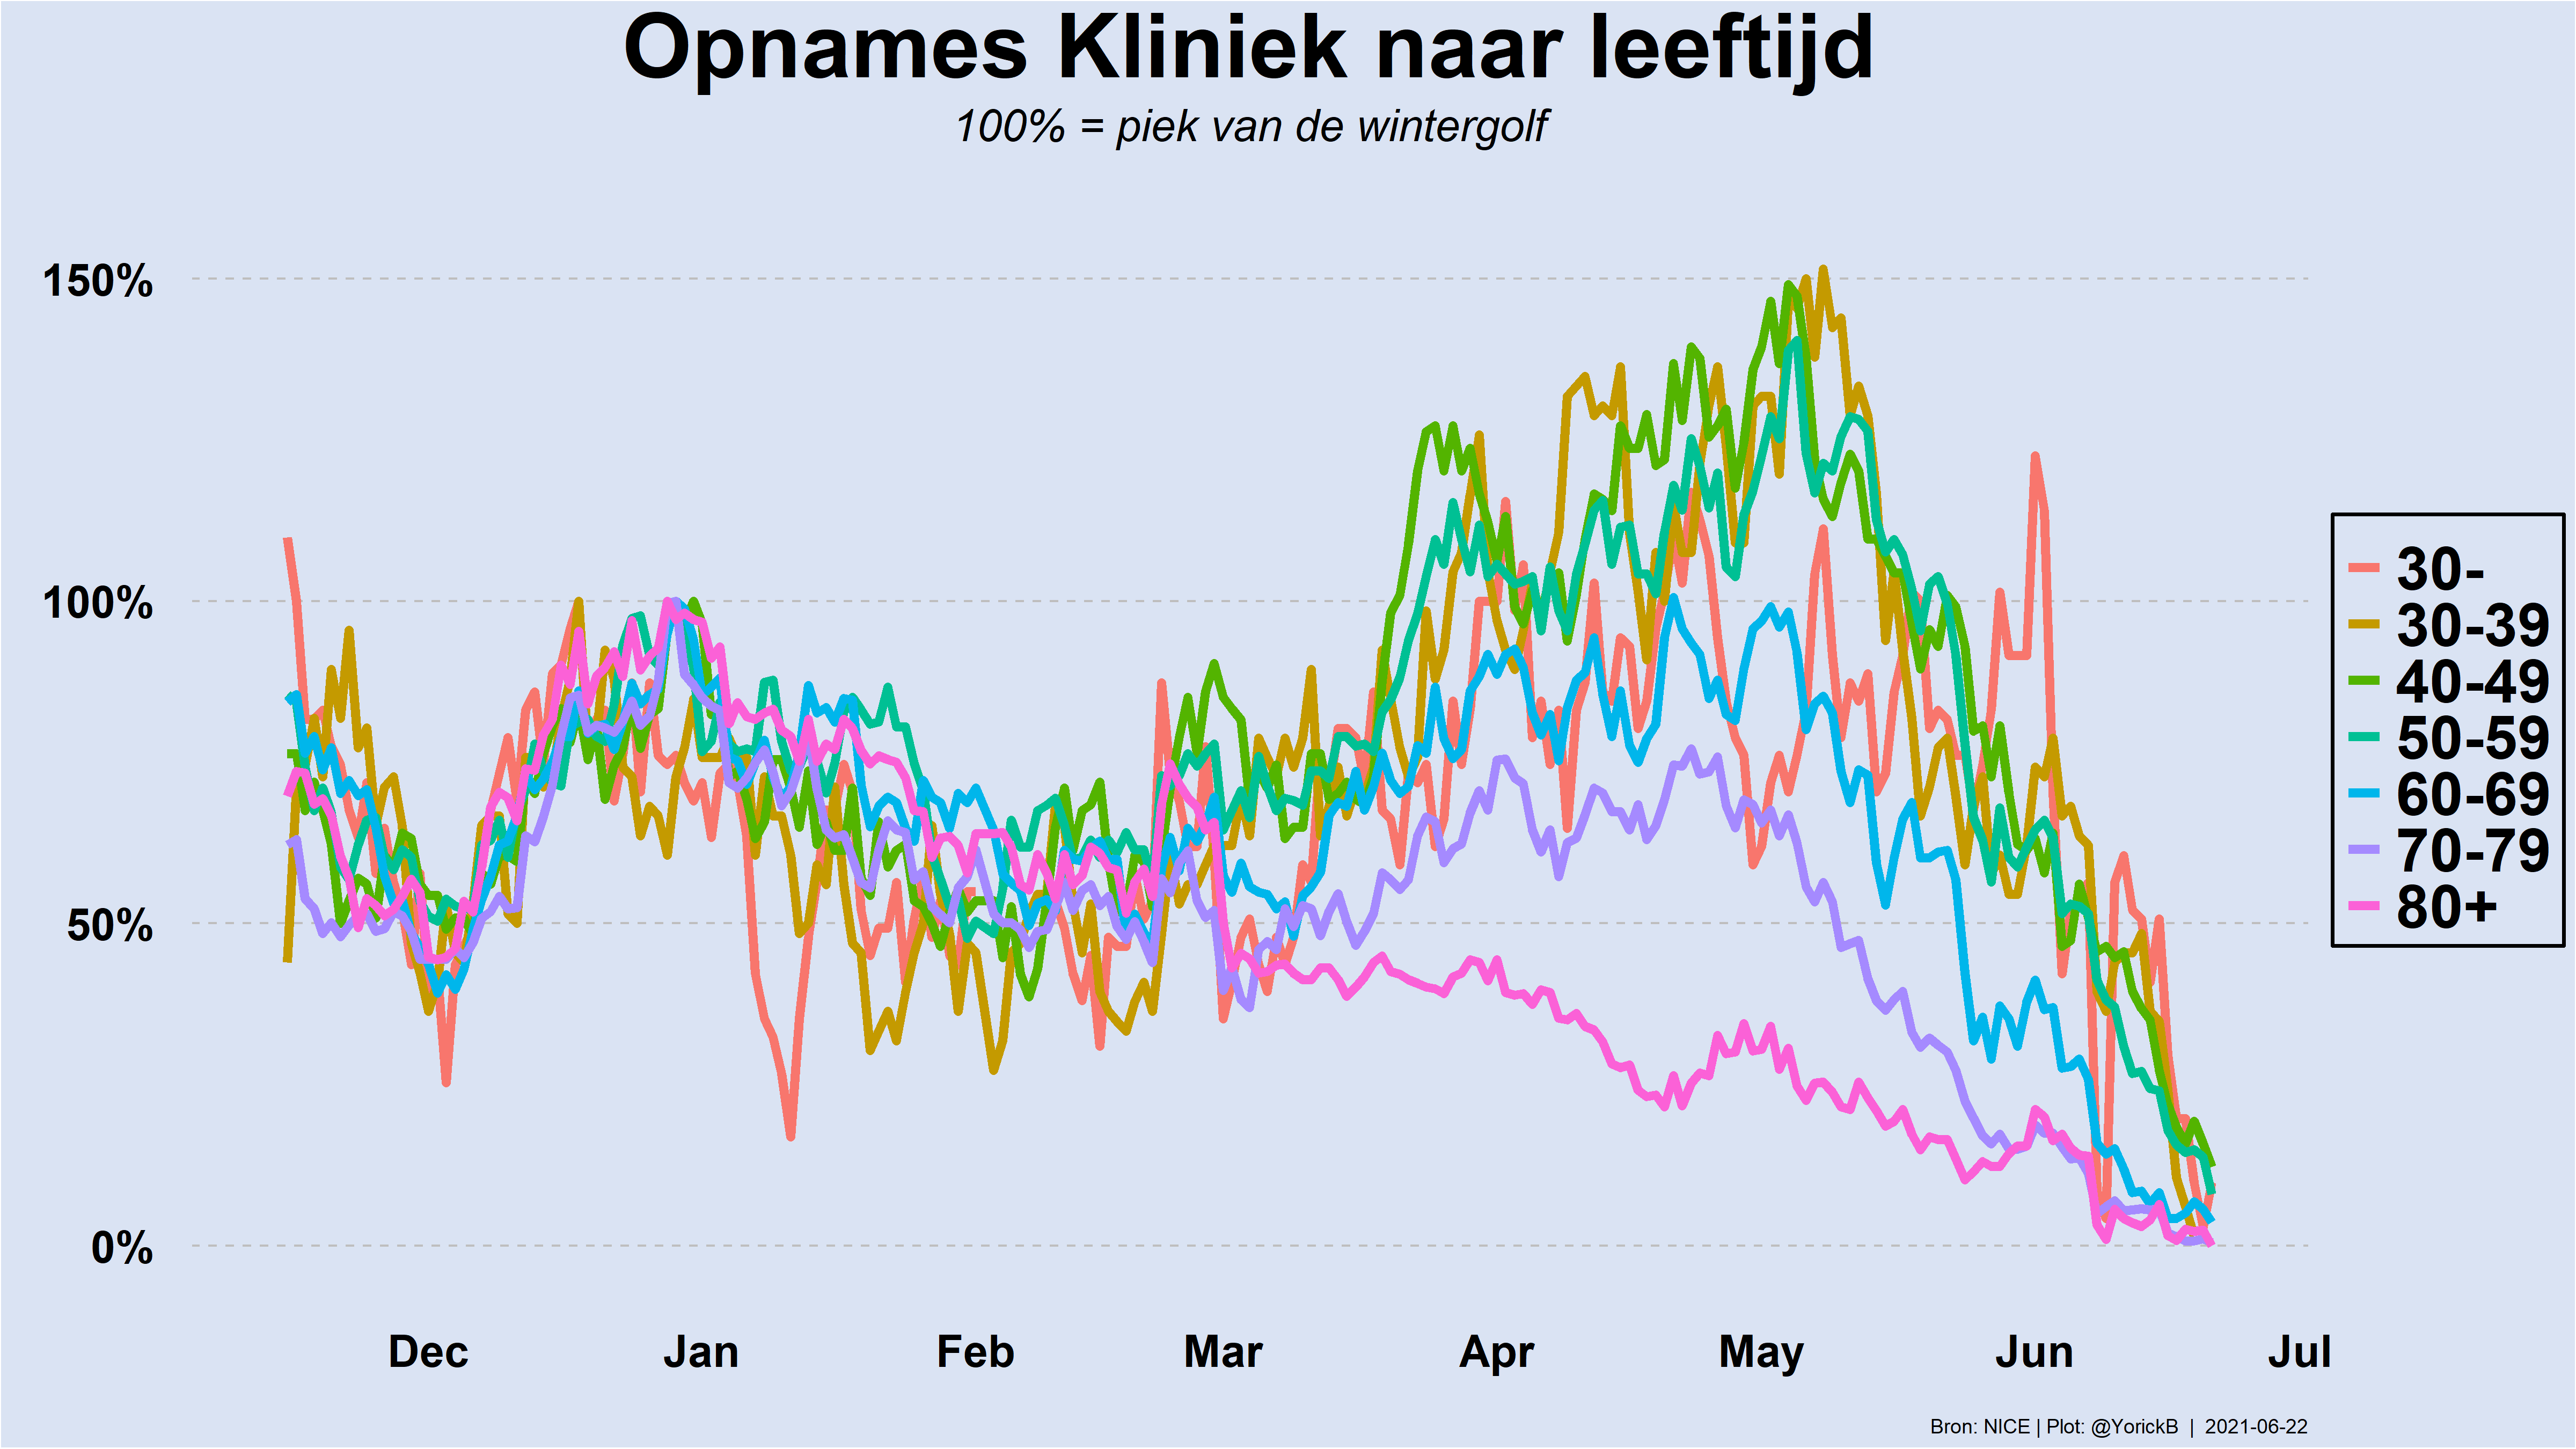 Opnames Kliniek naar leeftijd
100% = piek van de wintergolf
150%
100%
50%
0%
30-
30-39
40-49
50-59
60-69
70-79
80+
Dec Jan Feb Mar Apr May Jun Jul
Bron: NICE | Plot: @YorickB | 2021-06-22